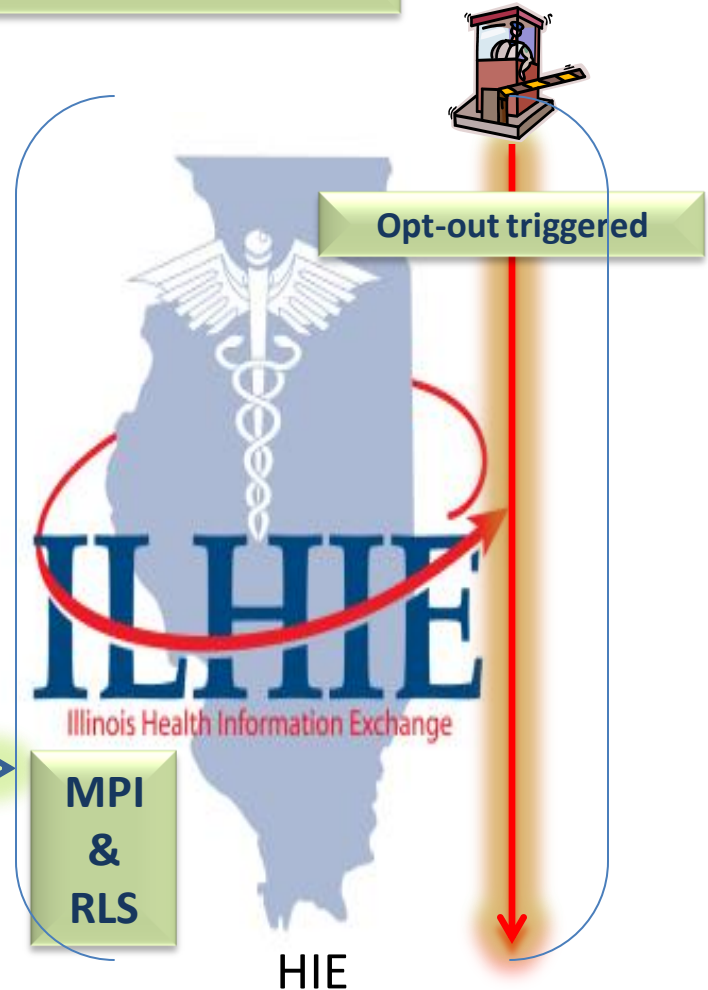 Opt-out triggered
ILHIE
Illinois Health Information Exchange
MPI
&
RLS
HIE